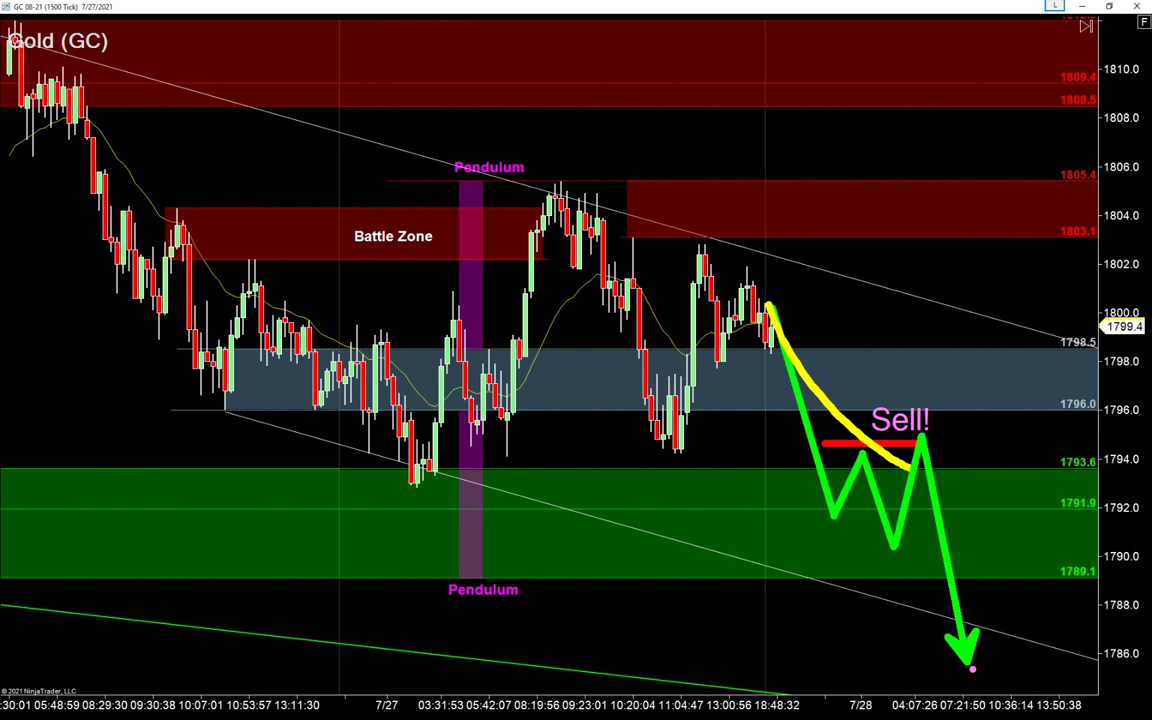 GC 08-21 (1500 Tick) 7/27/2021
L
F
Gold (GC)
1810.0
1809.4
1808.5
1808.0
Pendulum
1806.0
1805.4
1804.0
Battle Zone
1803.1
1802.0
1800.0
1799.4
1798.5
1798.0
1796.0
1796.0
Sell!
1794.0
1793.6
1792.0
1791.9
1790.0
1789.1
Pendulum
1788.0
1786.0
© 2021 NinjaTrader, LLC
:30:01 05:48:59 08:29:30 09:30:38 10:07:01 10:53:57 13:11:30 7/27 03:31:53 05:42:07 08:19:56 09:23:01 10:20:04 11:04:47 13:00:56 18:48:32 7/28 04:07:26 07:21:50 10:36:14 13:50:38